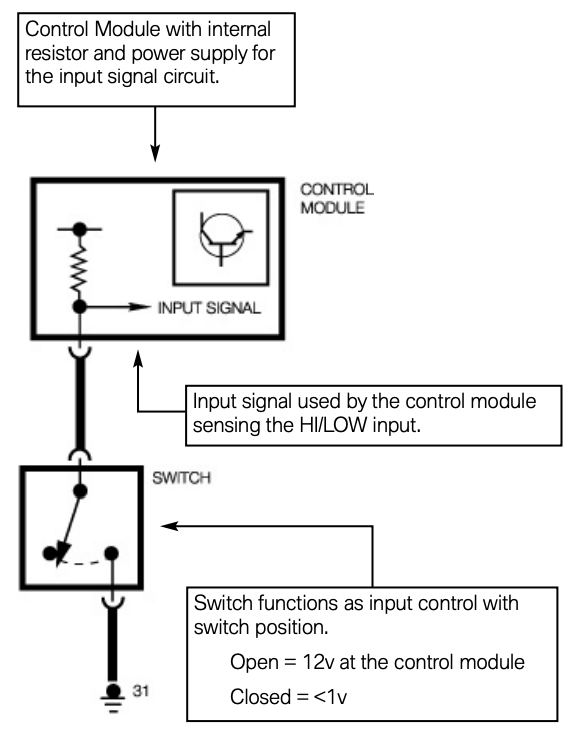 Control Module with internal
resistor and power supply for
the input signal circuit.
CONTROL
MODULE
INPUT SIGNAL
Input signal used by the control module
sensing the HI/LOW input.
SWITCH
Switch functions as input control with
switch position.
Open = 12v at the control module
Closed = <1v
31